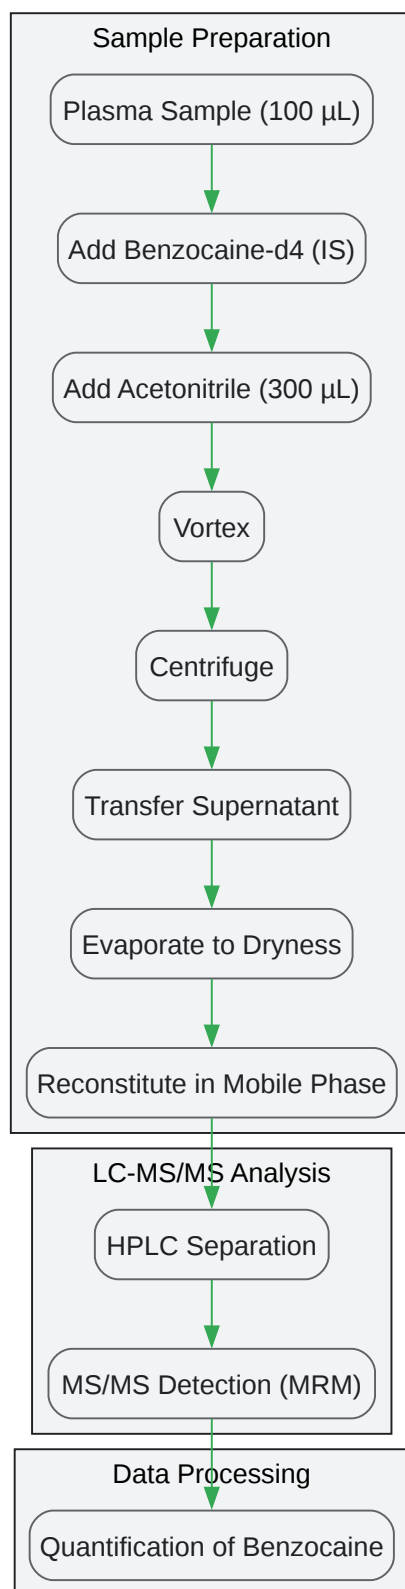 Sample Preparation
Plasma Sample (100 µL)
Add Benzocaine-d4 (IS)
Add Acetonitrile (300 µL)
Vortex
Centrifuge
Transfer Supernatant
Evaporate to Dryness
Reconstitute in Mobile Phase
LC-MS/MS Analysis
HPLC Separation
MS/MS Detection (MRM)
Data Processing
Quantification of Benzocaine